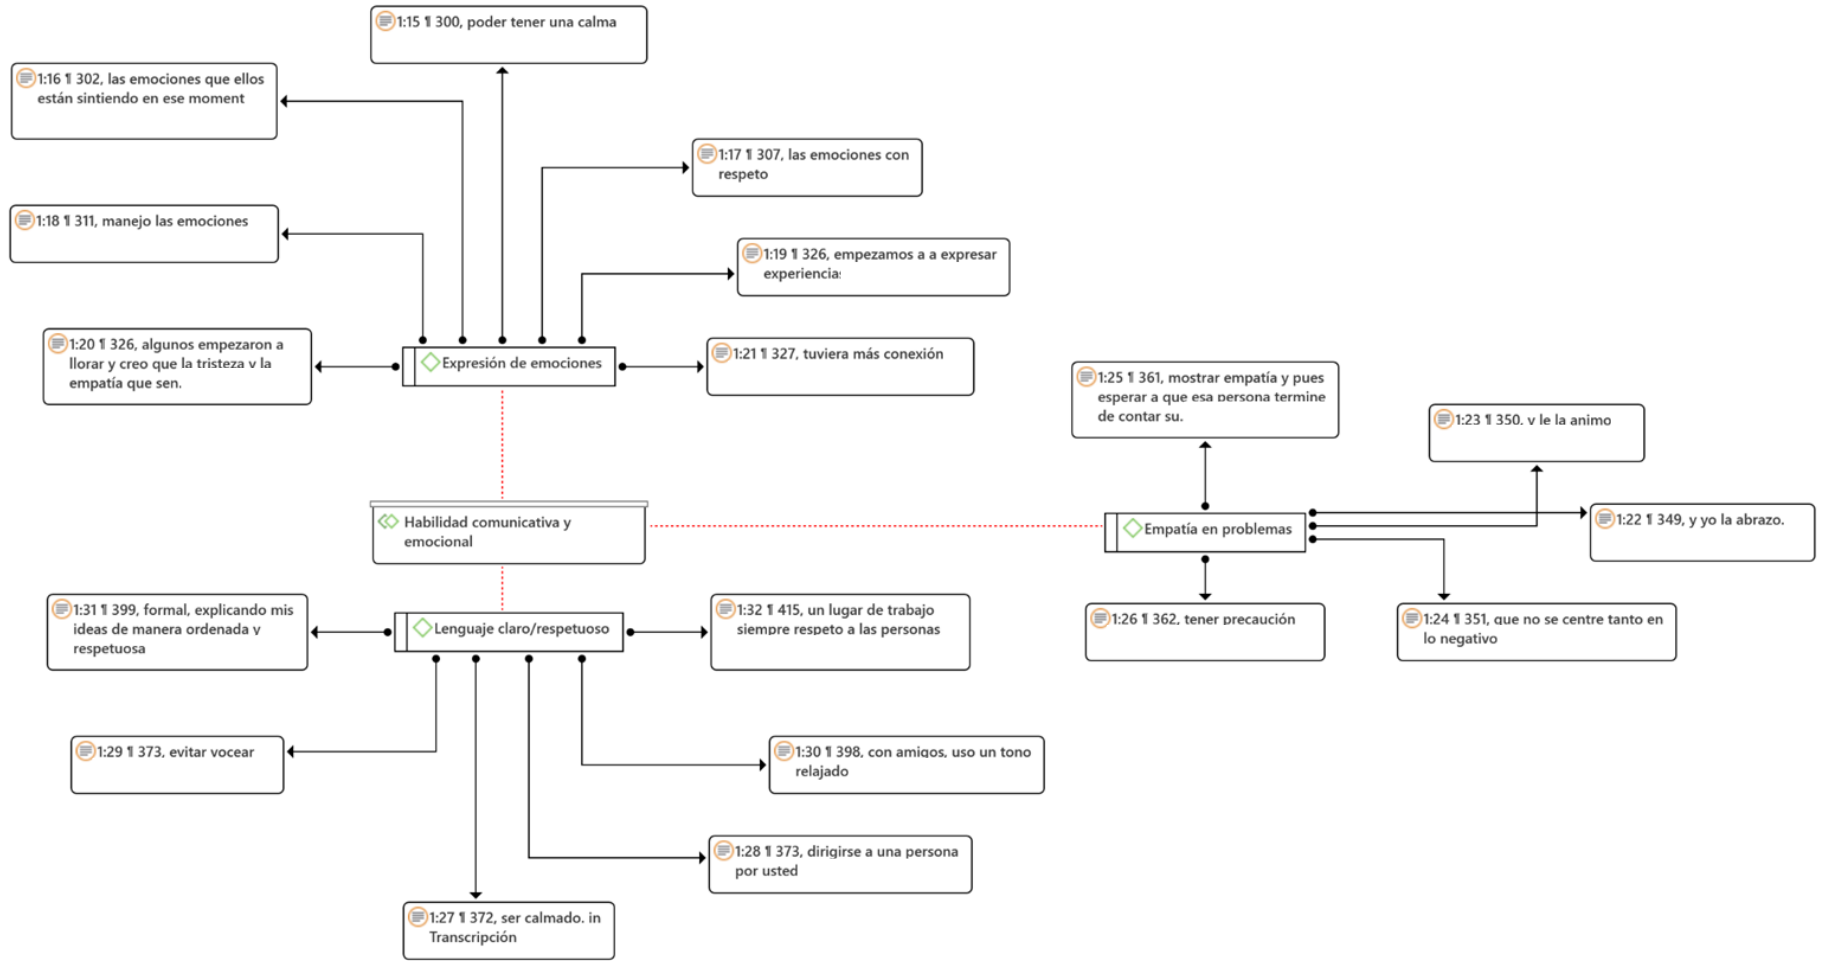 1:15 ¶ 300, poder tener una calma
1:16 ¶ 302, las emociones que ellos
están sintiendo en ese moment
1:17 ¶ 307, las emociones con
respeto
1:18 ¶ 311, manejo las emociones
1:19 ¶ 326, empezamos a a expresar
experiencias
1:20 ¶ 326, algunos empezaron a
llorar y creo que la tristeza y la
empatía que sen.
Expresión de emociones
1:21 ¶ 327, tuviera más conexión
1:25 ¶ 361, mostrar empatía y pues
esperar a que esa persona termine
de contar su.
1:23 ¶ 350, y le la animo
Habilidad comunicativa y
emocional
Empatía en problemas
1:22 ¶ 349, y yo la abrazo.
1:31 ¶ 399, formal, explicando mis
ideas de manera ordenada y
respetuosa
Lenguaje claro/respetuoso
1:32 ¶ 415, un lugar de trabajo
siempre respeto a las personas
1:26 ¶ 362, tener precaución
1:24 ¶ 351, que no se centre tanto en
lo negativo
1:29 ¶ 373, evitar vocear
1:30 ¶ 398, con amigos, uso un tono
relajado
1:28 ¶ 373, dirigirse a una persona
por usted
1:27 ¶ 372, ser calmado. in
Transcripción